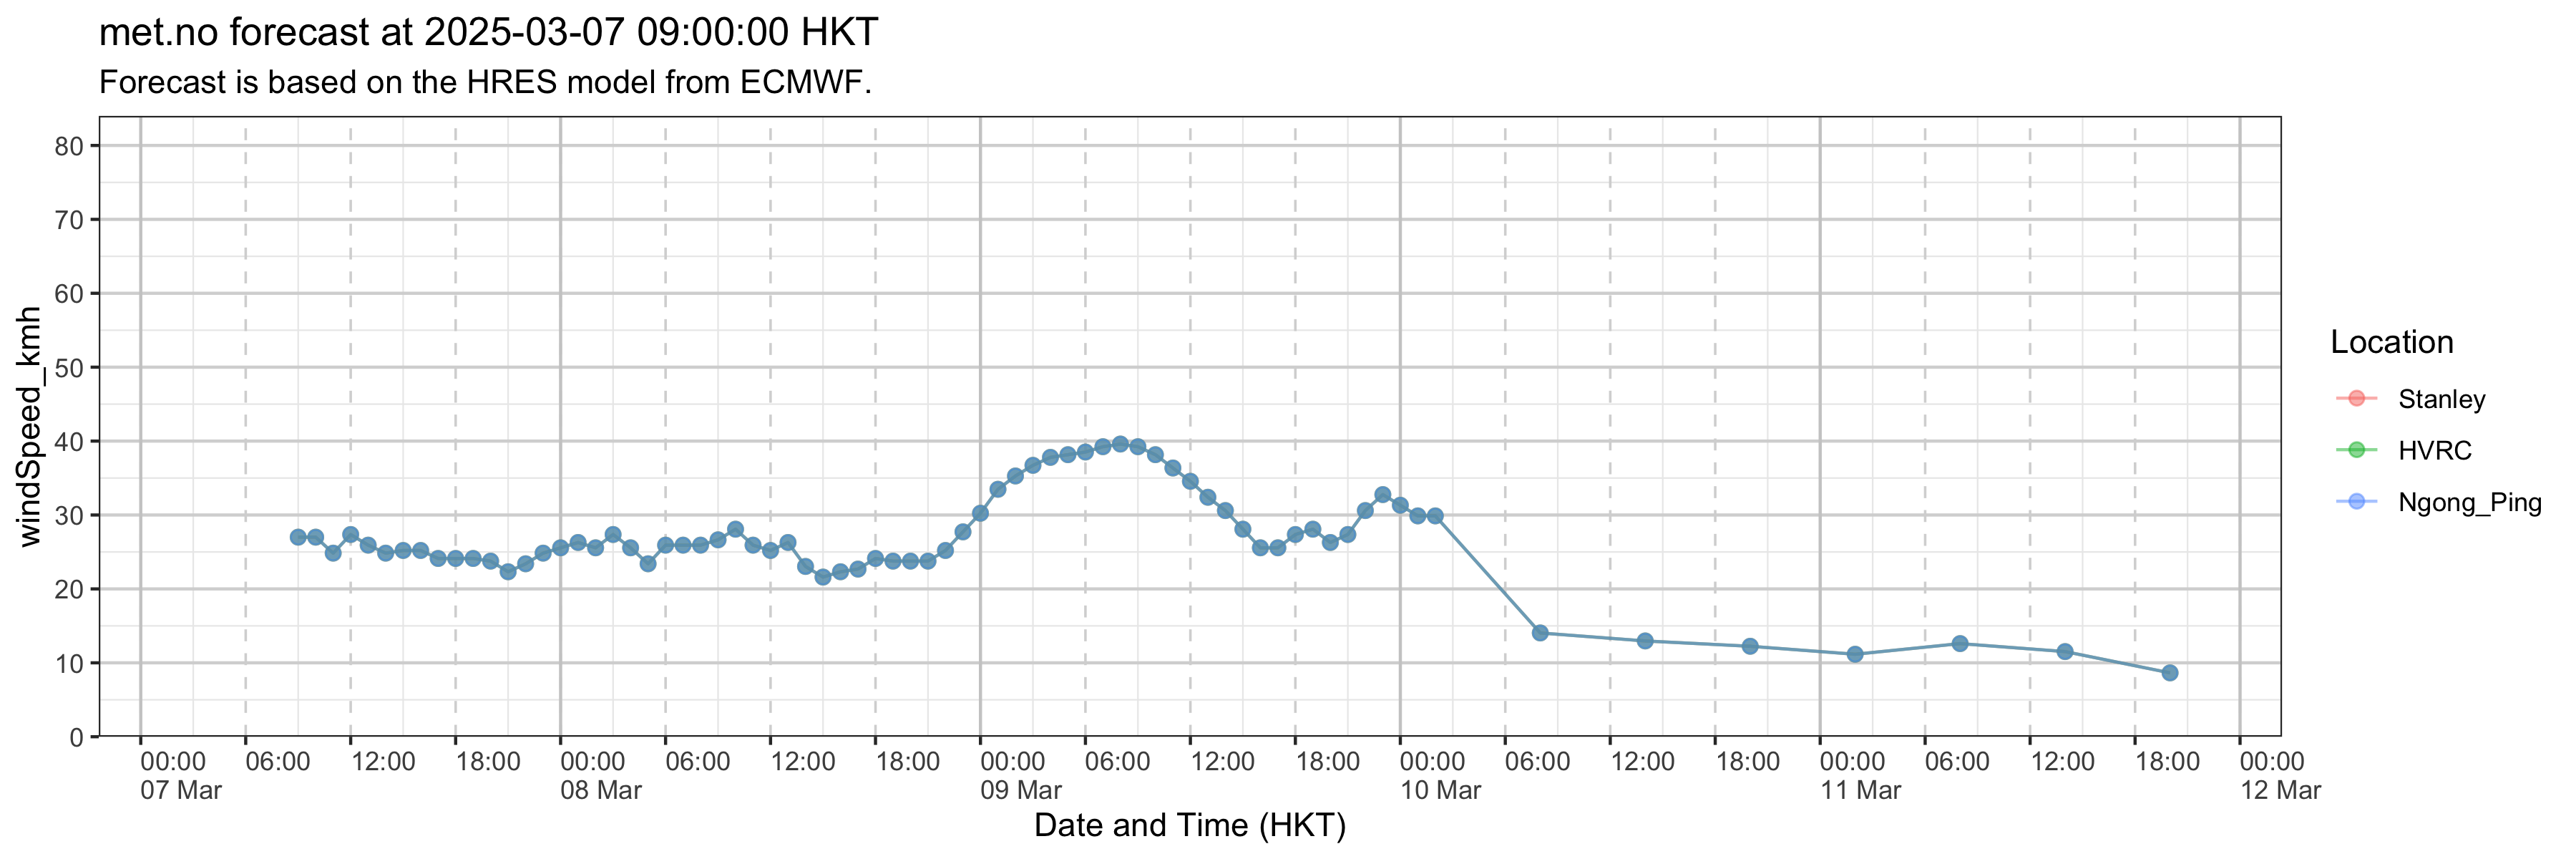 met.no forecast at 2025-03-07 09:00:00 HKT
Forecast is based on the HRES model from ECMWF.
windSpeed_kmh
80
70
60
50
40
30
20
10
0
00:00 06:00 12:00 18:00 00:00 06:00 12:00 18:00 00:00 06:00 12:00 18:00 00:00 06:00 12:00 18:00 00:00 06:00 12:00 18:00 00:00
07 Mar 08 Mar 09 Mar 10 Mar 11 Mar 12 Mar
Date and Time (HKT)
Location
Stanley
HVRC
Ngong_Ping